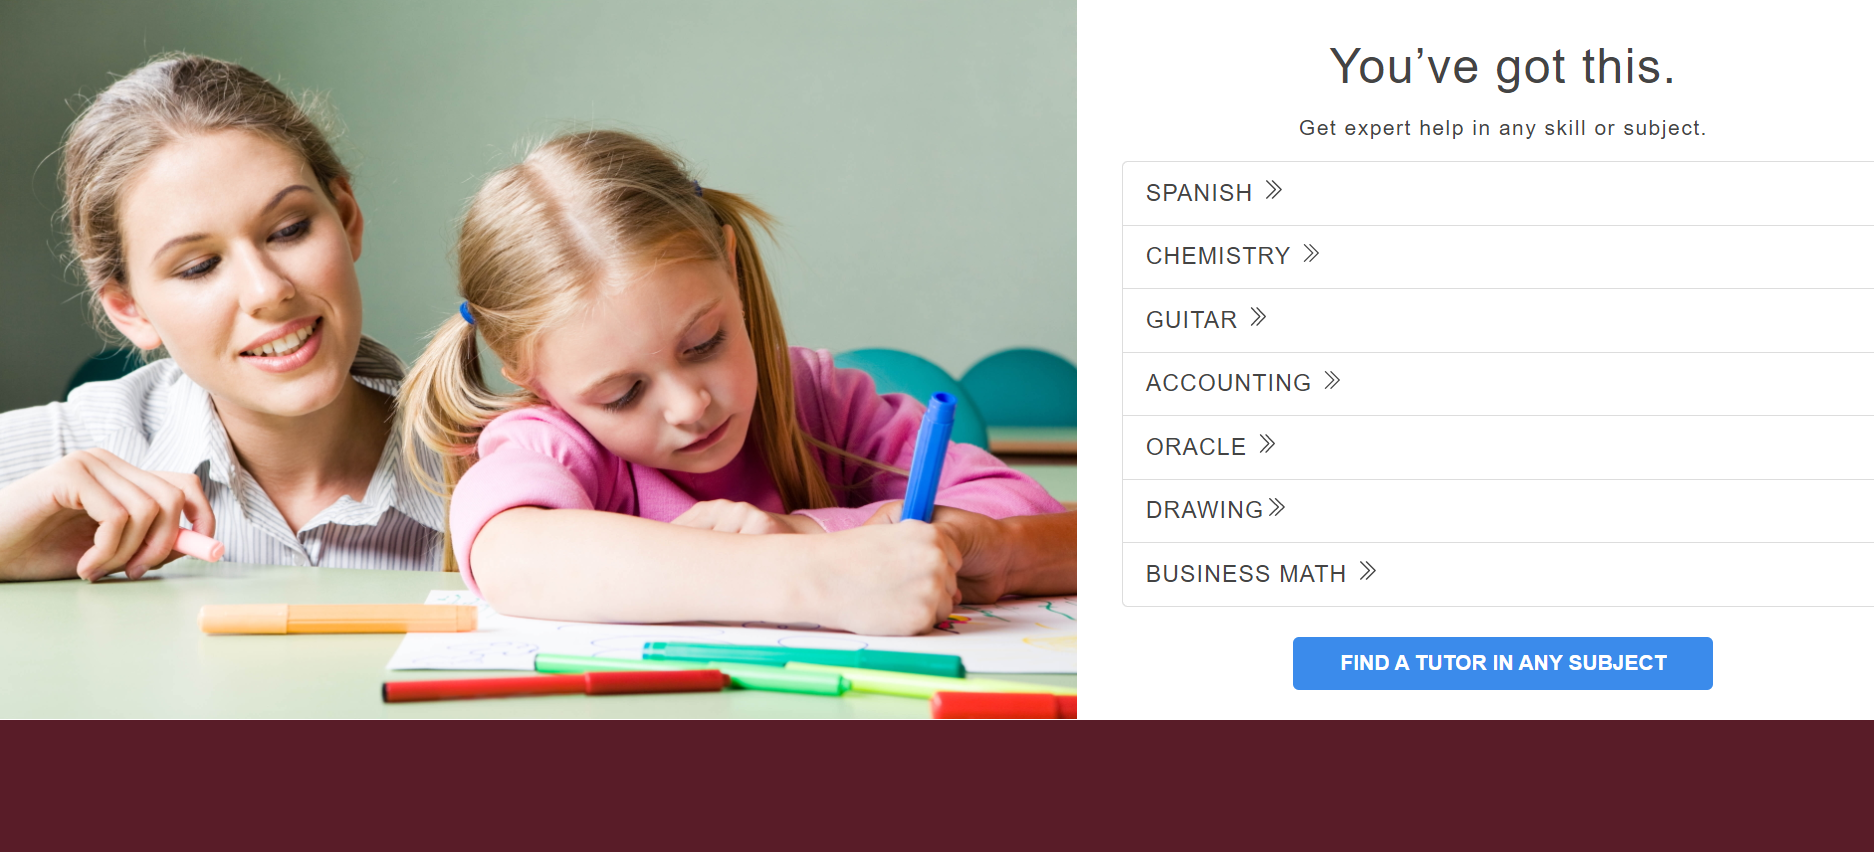 You’ve got this.
Get expert help in any skill or subject.
SPANISH
CHEMISTRY
GUITAR
ACCOUNTING
ORACLE
DRAWING
BUSINESS MATH
FIND A TUTOR IN ANY SUBJECT